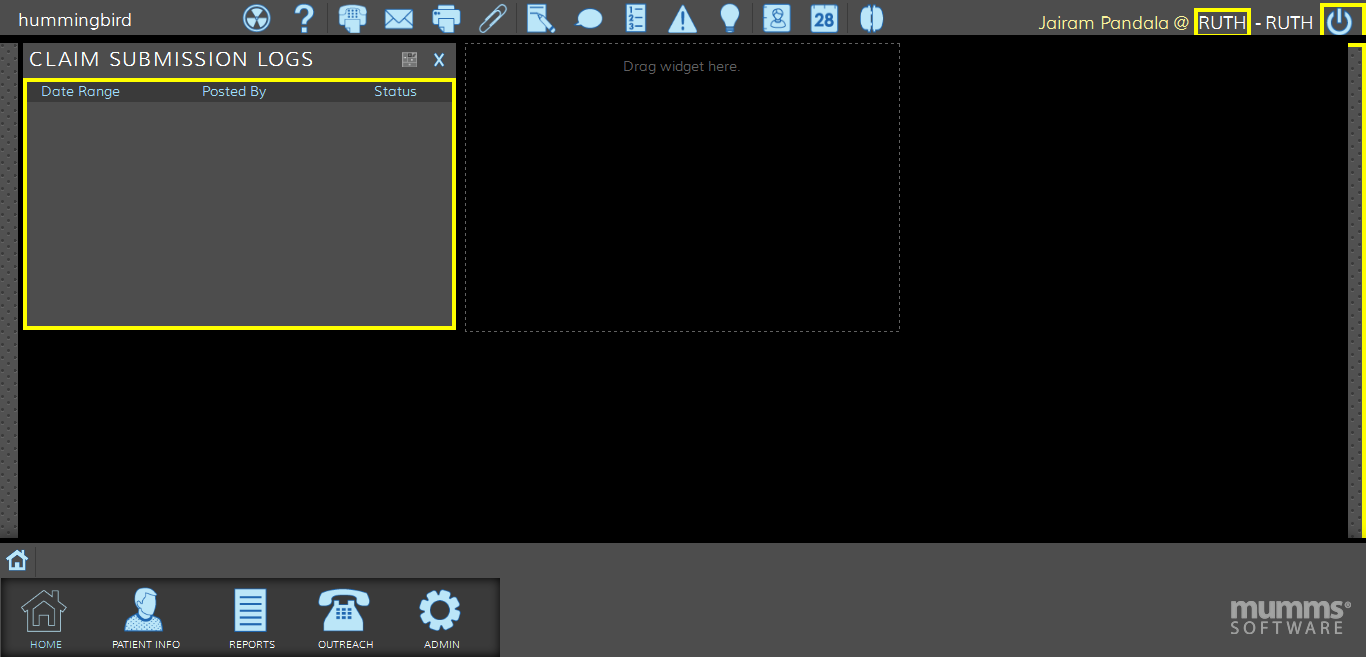 hummingbird
28
Jairam Pandala @ RUTH - RUTH
CLAIM SUBMISSION LOGS
X
Date Range Posted By Status
Drag widget here.
HOME PATIENT INFO REPORTS OUTREACH ADMIN
mumms®
SOFTWARE